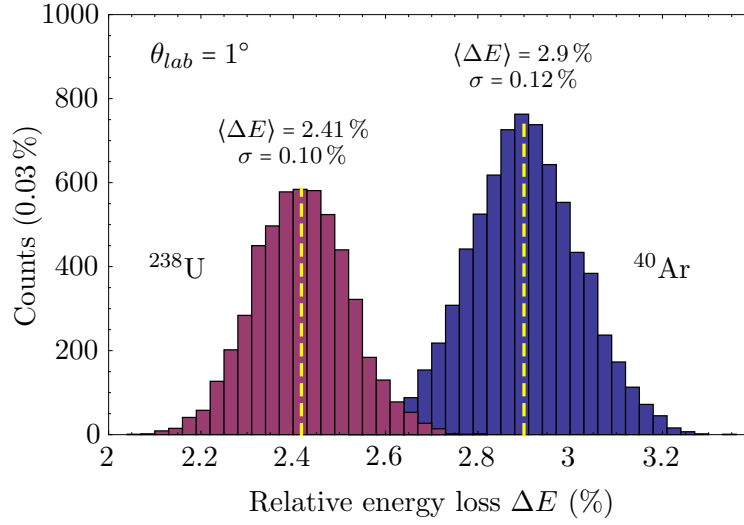 1000
800
600
400
200
0
Counts (0.03 %)
θlab = 1°
⟨ΔE⟩ = 2.9 %
σ = 0.12 %
⟨ΔE⟩ = 2.41 %
σ = 0.10 %
²³⁸U
⁴⁰Ar
2 2.2 2.4 2.6 2.8 3 3.2
Relative energy loss ΔE (%)